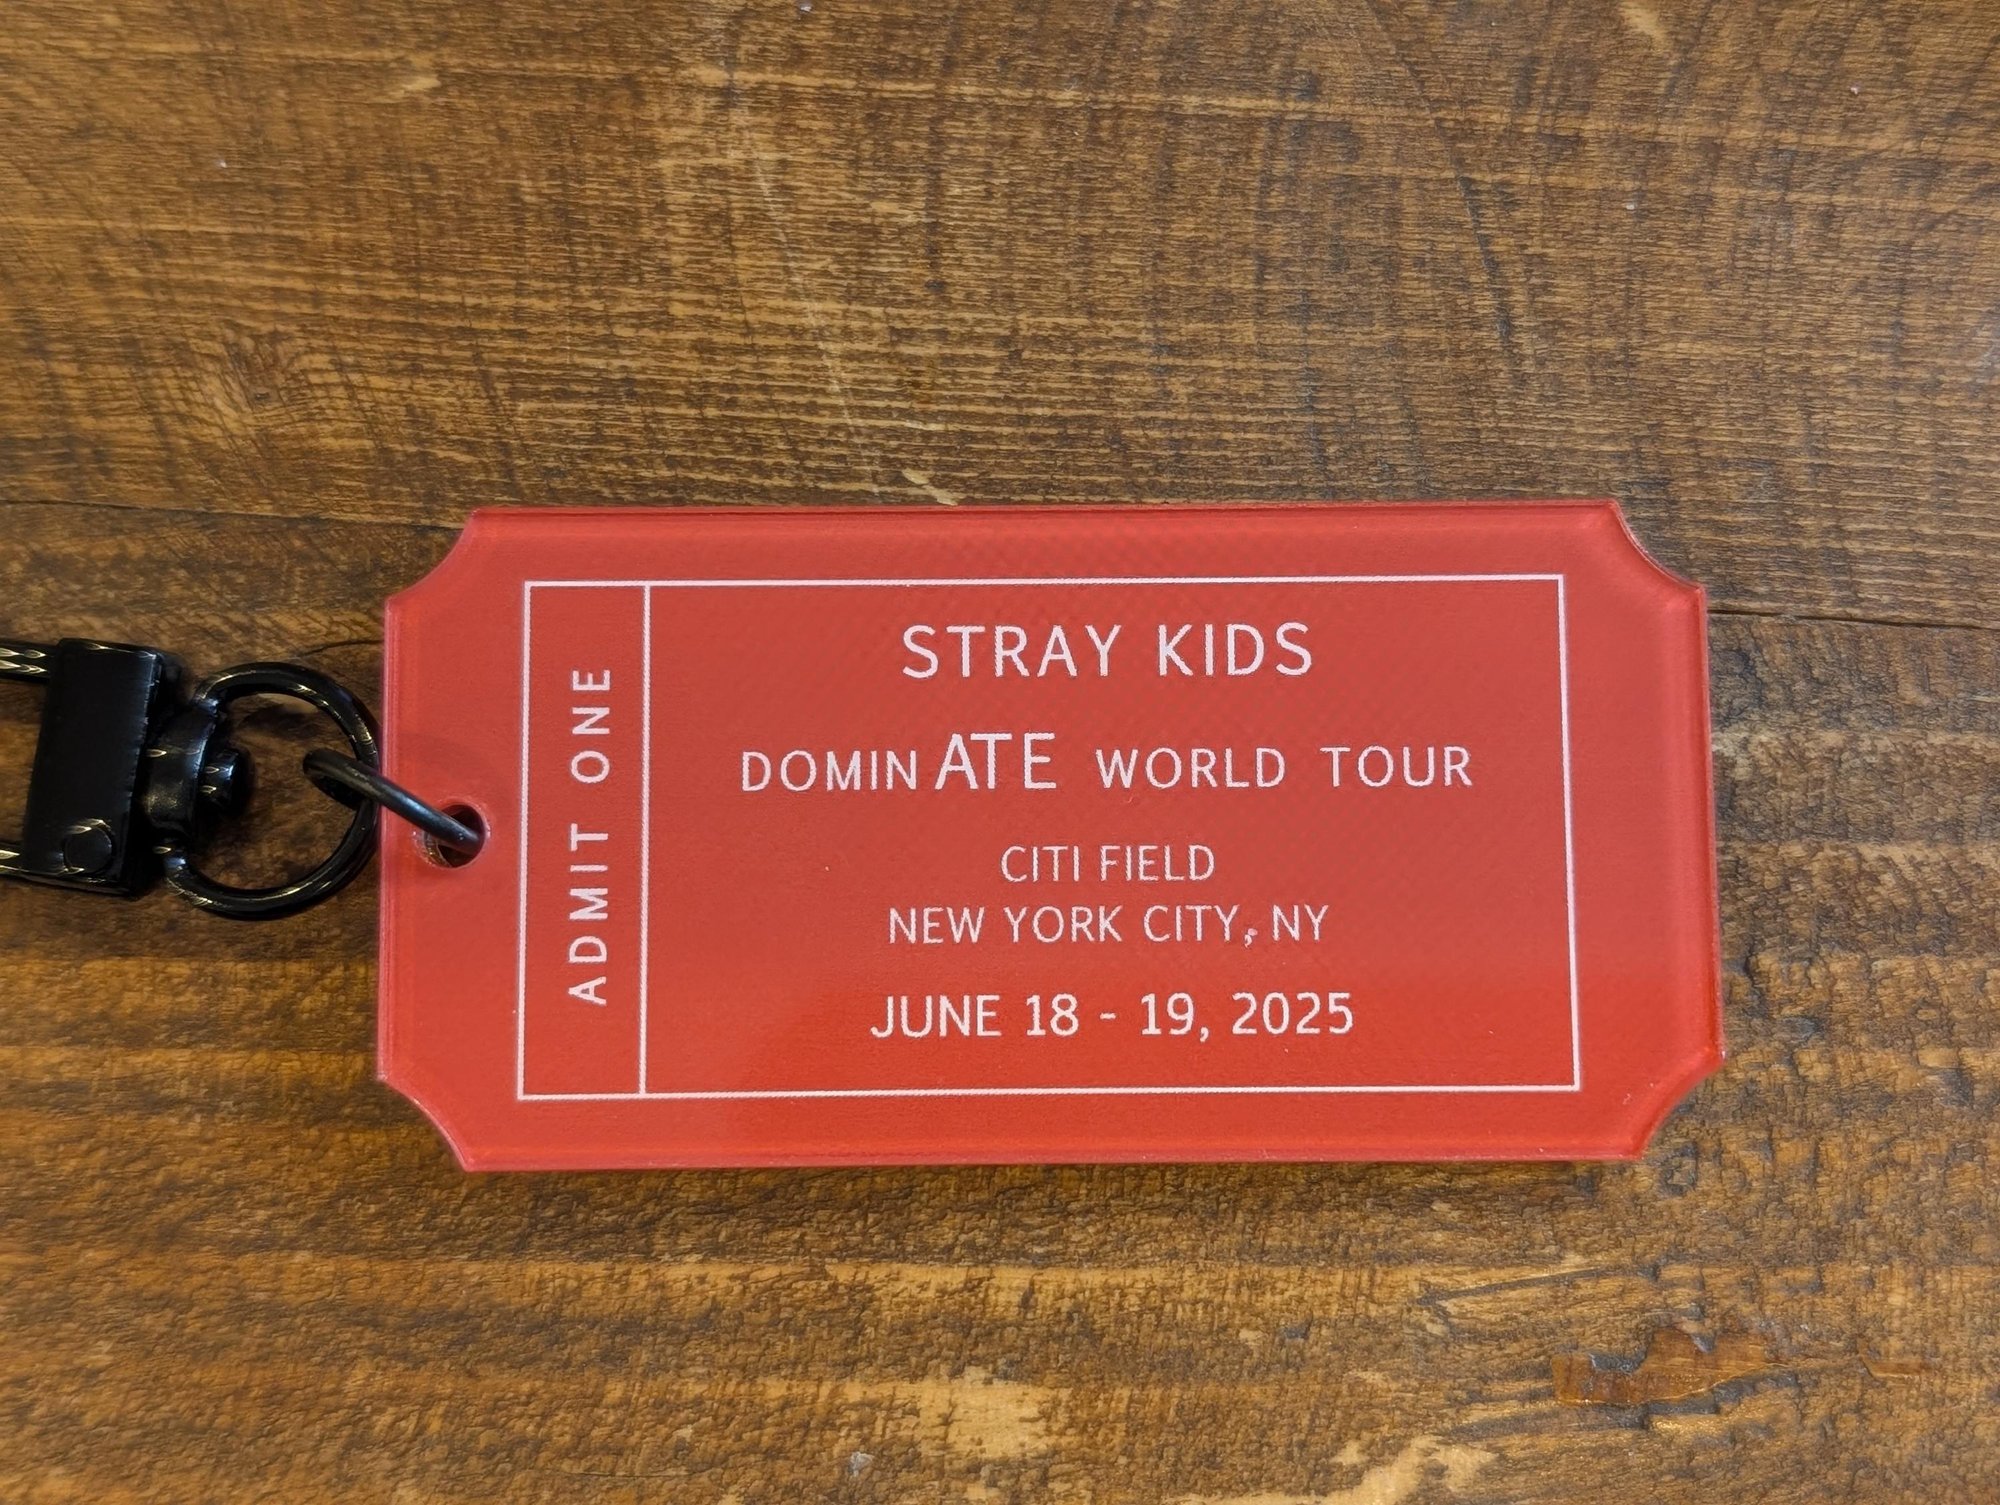 ADMIT ONE
STRAY KIDS
DOMINATE WORLD TOUR
CITI FIELD
NEW YORK CITY, NY
JUNE 18 - 19, 2025